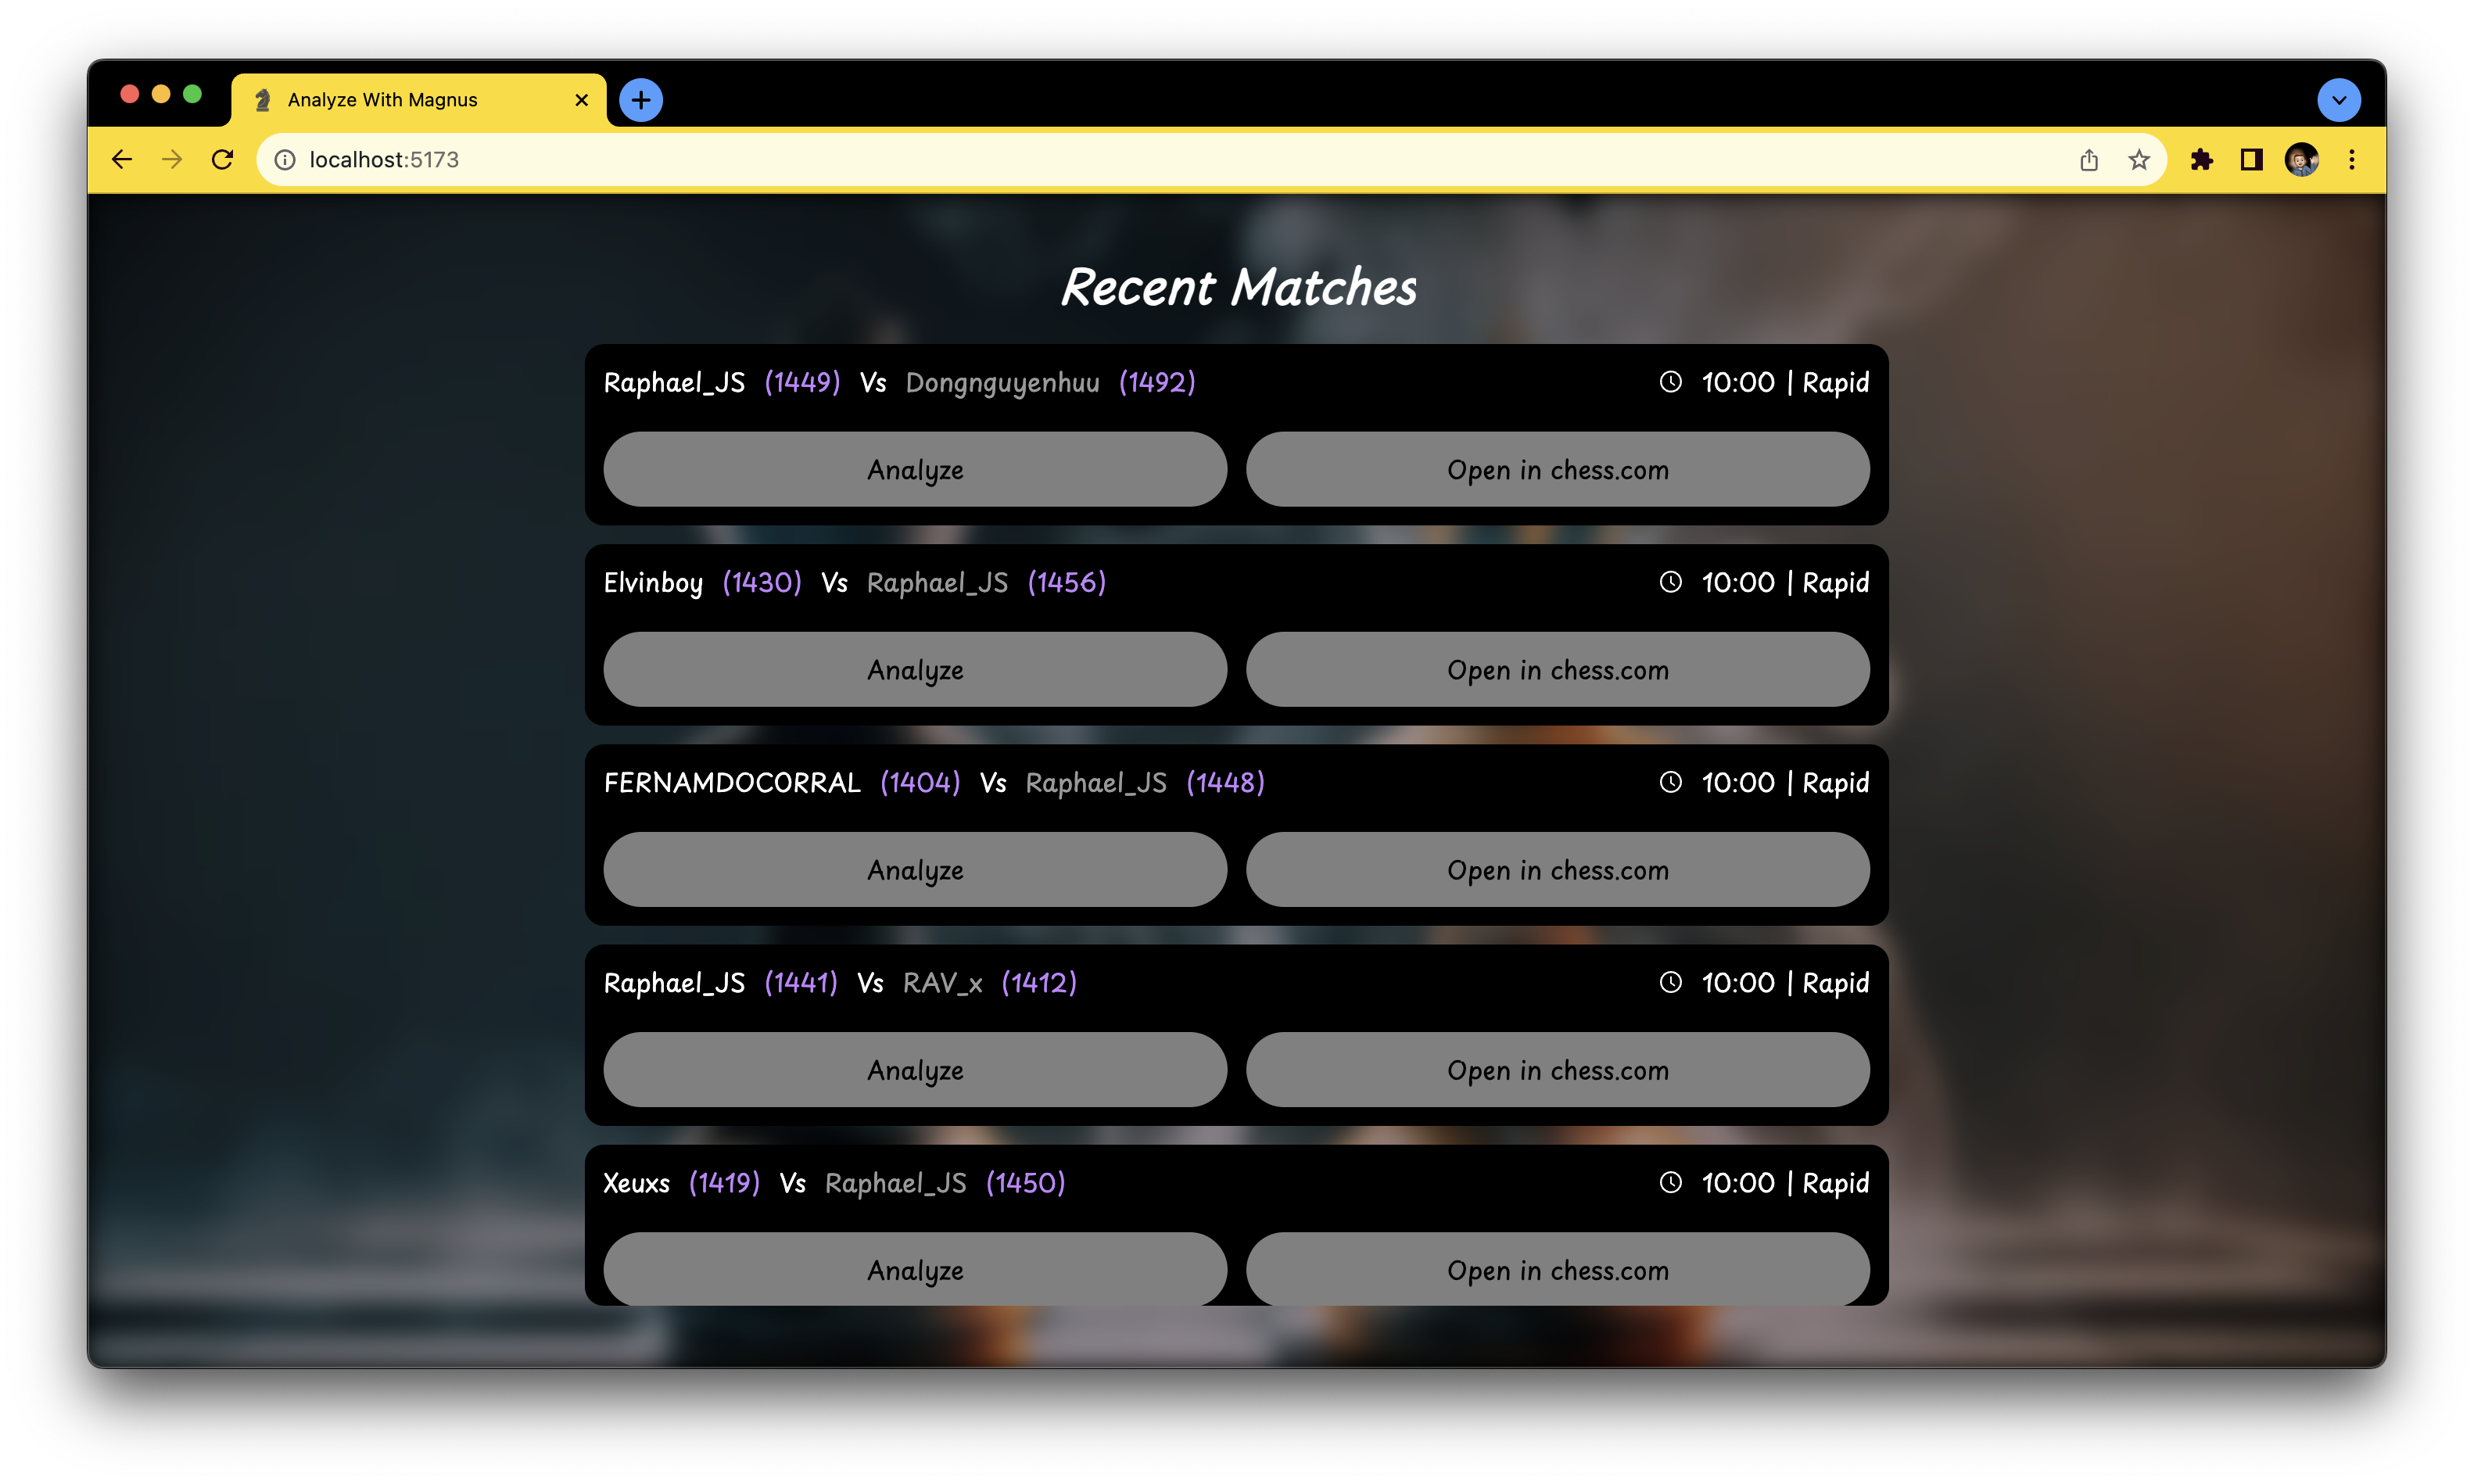 Analyze With Magnus
localhost:5173
Recent Matches
Raphael_JS (1449) Vs Dongnguyenhuu (1492) 10:00 | Rapid
Analyze Open in chess.com
Elvinboy (1430) Vs Raphael_JS (1456) 10:00 | Rapid
Analyze Open in chess.com
FERNAMDOCORRAL (1404) Vs Raphael_JS (1448) 10:00 | Rapid
Analyze Open in chess.com
Raphael_JS (1441) Vs RAV_x (1412) 10:00 | Rapid
Analyze Open in chess.com
Xeuxs (1419) Vs Raphael_JS (1450) 10:00 | Rapid
Analyze Open in chess.com